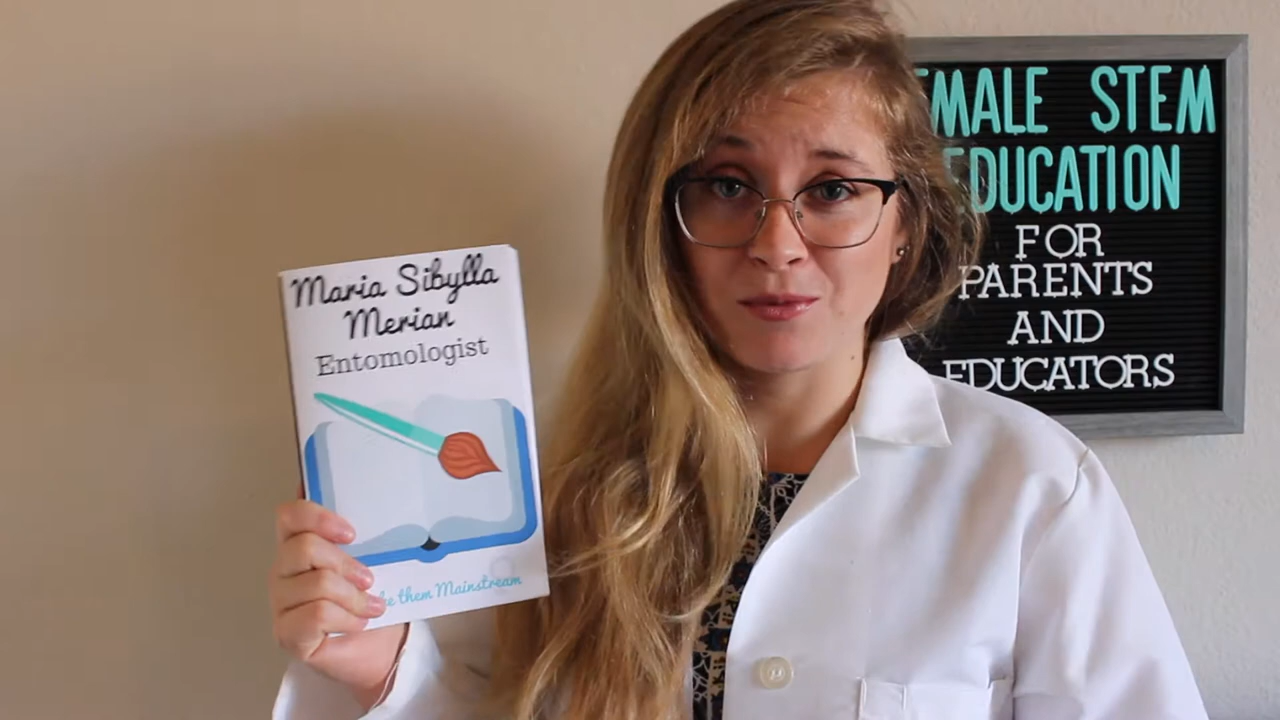 Maria Sibylla
Merian
Entomologist
them Mainstream
EMALE STEM
EDUCATION
FOR
PARENTS
AND
EDUCATORS